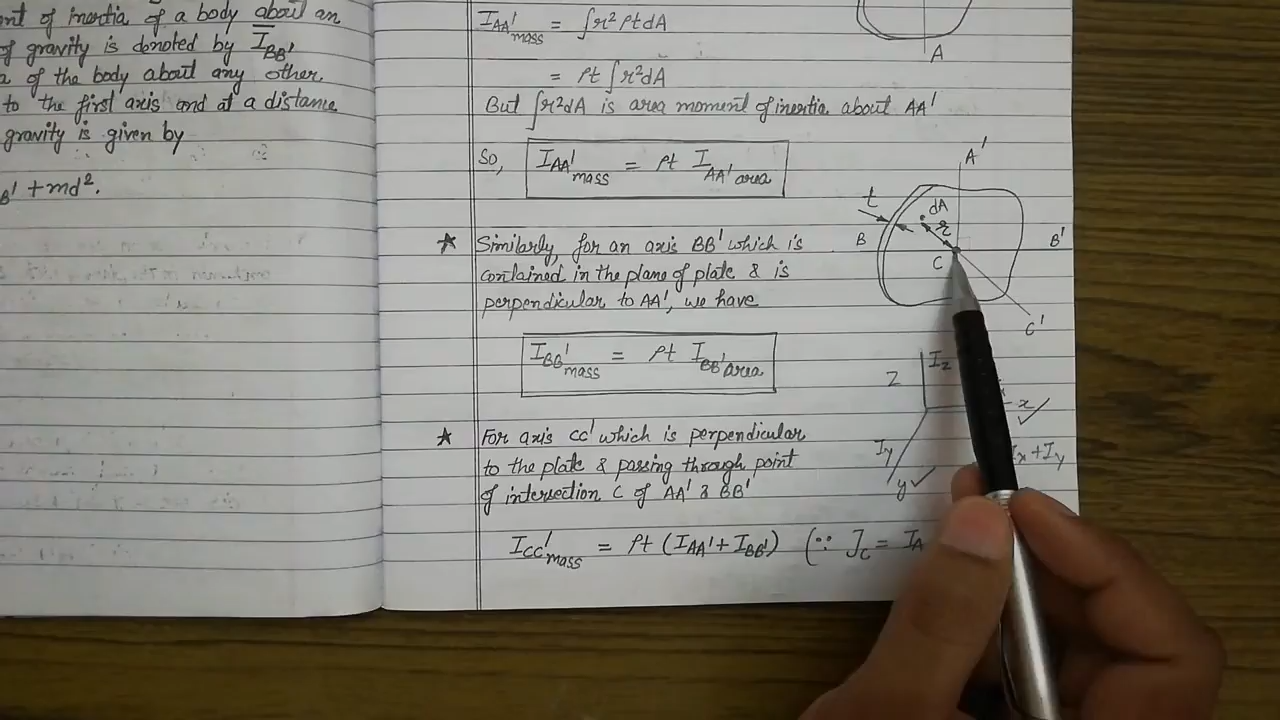 of inertia of a body about an
of gravity is denoted by I̅BB'
of the body about any other
to the first axis and at a distance
gravity is given by
B' + md².
IAA' mass = ∫r² ρt dA
= ρt ∫r² dA
But ∫r² dA is area moment of inertia about AA'
So, IAA' mass = ρt IAA' area
★ Similarly, for an axis BB' which is
contained in the plane of plate & is
perpendicular to AA', we have
IBB' mass = ρt IBB' area
★ For axis CC' which is perpendicular
to the plate & passing through point
of intersection C of AA' & BB'
ICC' mass = ρt (IAA' + IBB') (∵ JC = IA
A
A'
t
dA
r
B
B'
C
C'
Iz
Z
x
Iy
Ix + Iy
y